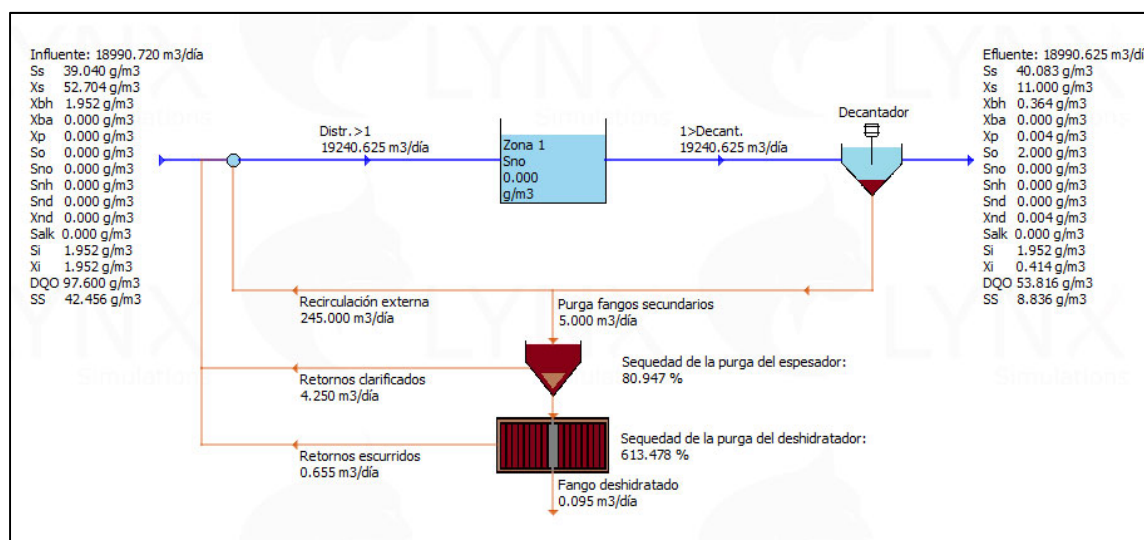 Influente: 18990.720 m3/día
Ss 39.040 g/m3
Xs 52.704 g/m3
Xbh 1.952 g/m3
Xba 0.000 g/m3
Xp 0.000 g/m3
So 0.000 g/m3
Sno 0.000 g/m3
Snh 0.000 g/m3
Snd 0.000 g/m3
Xnd 0.000 g/m3
Salk 0.000 g/m3
Si 1.952 g/m3
Xi 1.952 g/m3
DQO 97.600 g/m3
SS 42.456 g/m3
Distr.>1
19240.625 m3/día
Zona 1
Sno
0.000
g/m3
1>Decant.
19240.625 m3/día
Decantador
Efluente: 18990.625 m3/dí
Ss 40.083 g/m3
Xs 11.000 g/m3
Xbh 0.364 g/m3
Xba 0.000 g/m3
Xp 0.004 g/m3
So 2.000 g/m3
Sno 0.000 g/m3
Snh 0.000 g/m3
Snd 0.000 g/m3
Xnd 0.004 g/m3
Salk 0.000 g/m3
Si 1.952 g/m3
Xi 0.414 g/m3
DQO 53.816 g/m3
SS 8.836 g/m3
Recirculación externa
245.000 m3/día
Purga fangos secundarios
5.000 m3/día
Retornos clarificados
4.250 m3/día
Sequedad de la purga del espesador:
80.947 %
Retornos escurridos
0.655 m3/día
Sequedad de la purga del deshidratador:
613.478 %
Fango deshidratado
0.095 m3/día
LYNX
Simulations